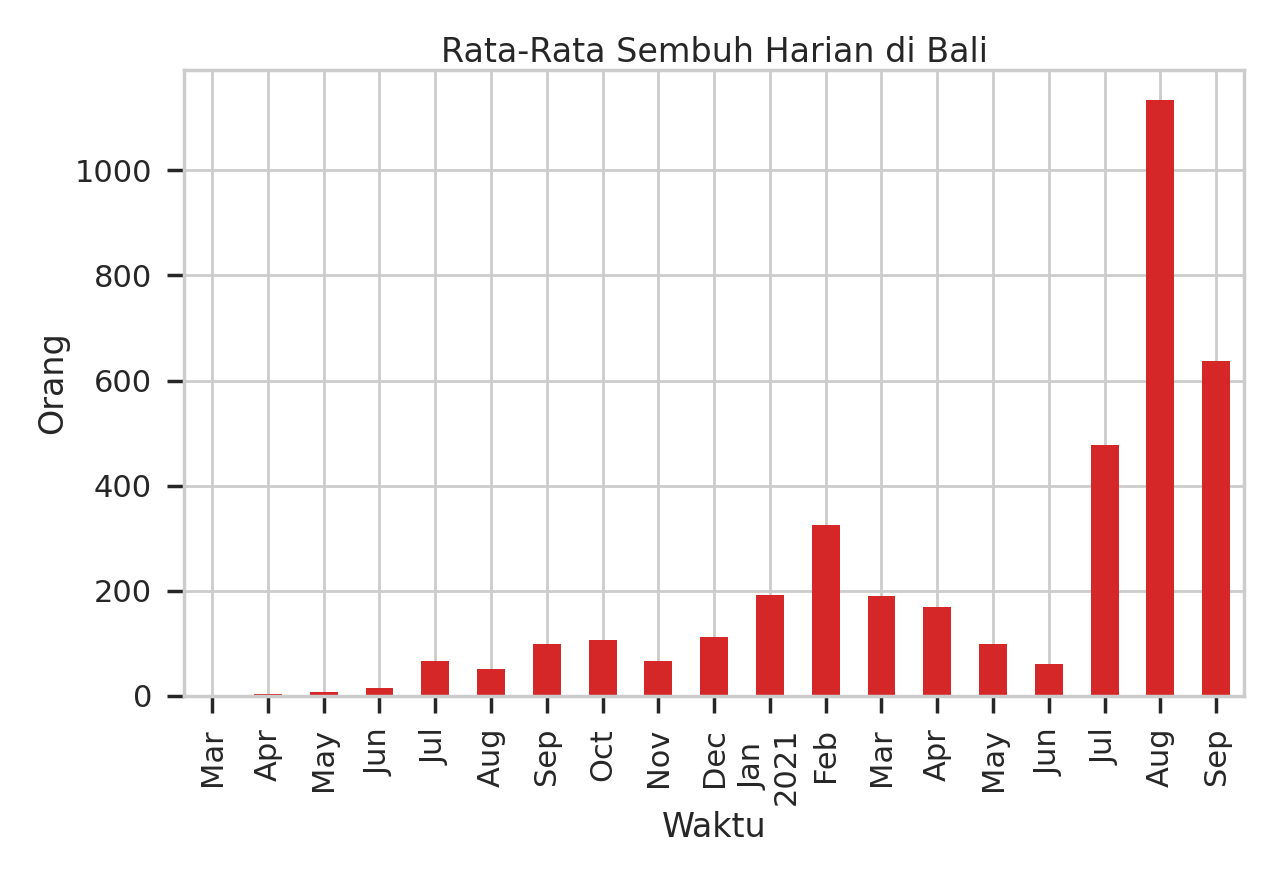 Rata-Rata Sembuh Harian di Bali
1000
800
600
400
200
0
Orang
Mar
Apr
May
Jun
Jul
Aug
Sep
Oct
Nov
Dec
Jan
2021
Feb
Mar
Apr
May
Jun
Jul
Aug
Sep
Waktu